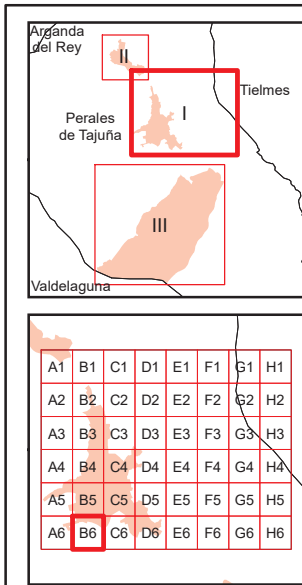 Arganda
del Rey
II
Tielmes
I
Perales
de Tajuña
III
Valdelaguna
A1 B1 C1 D1 E1 F1 G1 H1
A2 B2 C2 D2 E2 F2 G2 H2
A3 B3 C3 D3 E3 F3 G3 H3
A4 B4 C4 D4 E4 F4 G4 H4
A5 B5 C5 D5 E5 F5 G5 H5
A6 B6 C6 D6 E6 F6 G6 H6